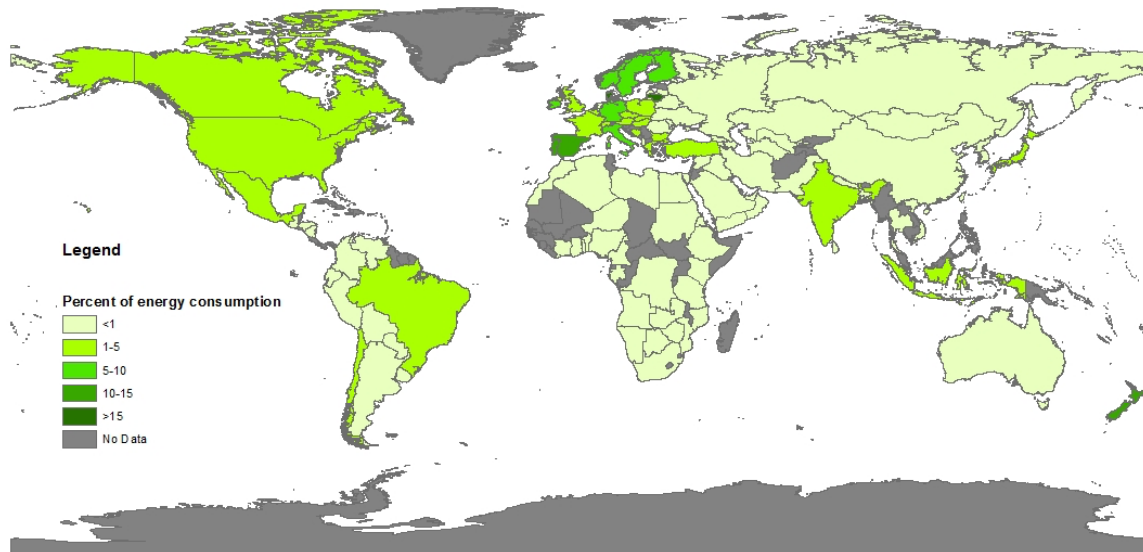 Legend
Percent of energy consumption
<1
1-5
5-10
10-15
>15
No Data